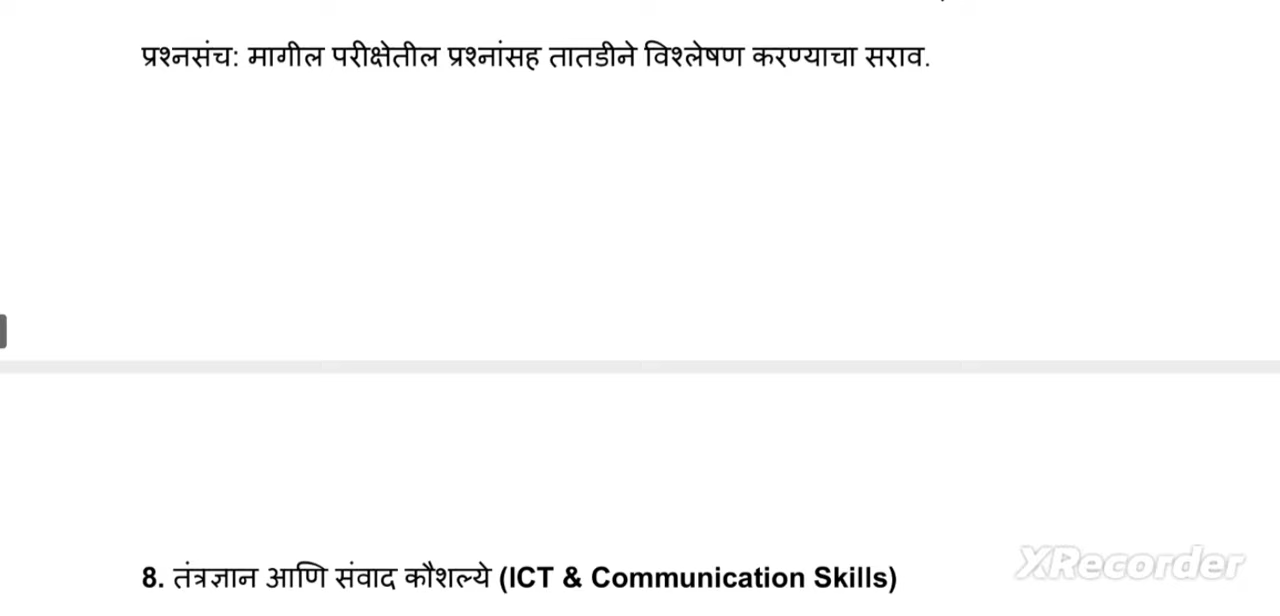 प्रश्नसंच: मागील परीक्षेतील प्रश्नांसह तातडीने विश्लेषण करण्याचा सराव.
8. तंत्रज्ञान आणि संवाद कौशल्ये (ICT & Communication Skills)
XRecorder